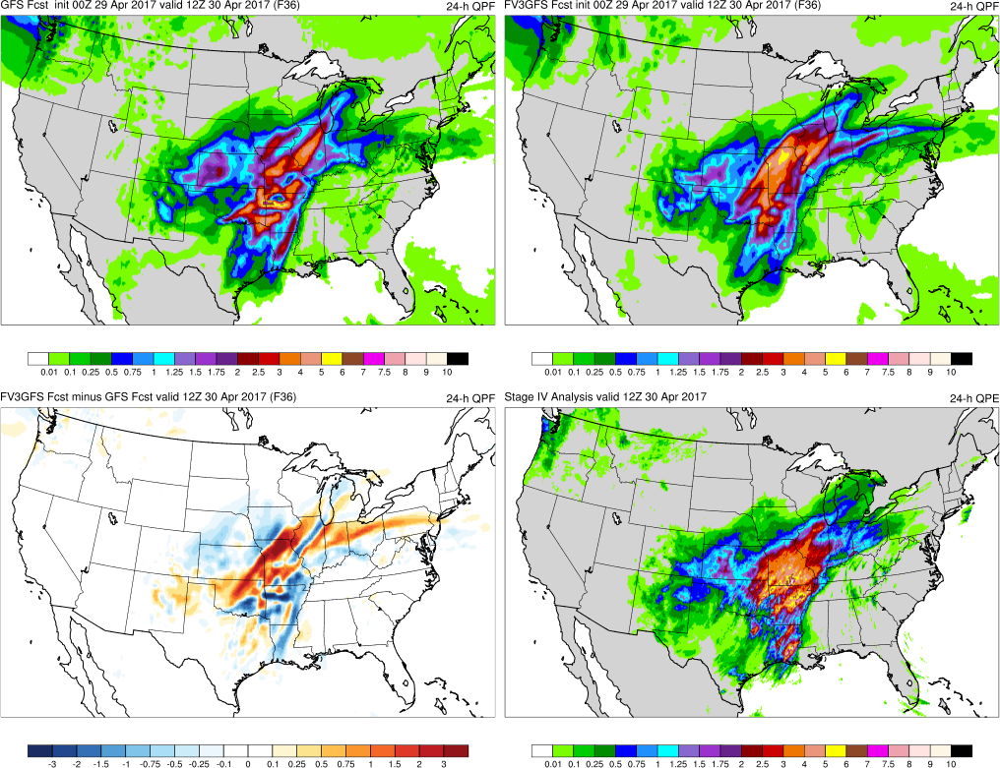 GFS Fcst init 00Z 29 Apr 2017 valid 12Z 30 Apr 2017 (F36) 24-h QPF
FV3GFS Fcst init 00Z 29 Apr 2017 valid 12Z 30 Apr 2017 (F36) 24-h QPF
0.01 0.1 0.25 0.5 0.75 1 1.25 1.5 1.75 2 2.5 3 4 5 6 7 7.5 8 9 10
0.01 0.1 0.25 0.5 0.75 1 1.25 1.5 1.75 2 2.5 3 4 5 6 7 7.5 8 9 10
FV3GFS Fcst minus GFS Fcst valid 12Z 30 Apr 2017 (F36) 24-h QPF
Stage IV Analysis valid 12Z 30 Apr 2017 24-h QPE
-3 -2 -1.5 -1 -0.75 -0.5 -0.25 -0.1 0 0.1 0.25 0.5 0.75 1 1.5 2 3
0.01 0.1 0.25 0.5 0.75 1 1.25 1.5 1.75 2 2.5 3 4 5 6 7 7.5 8 9 10